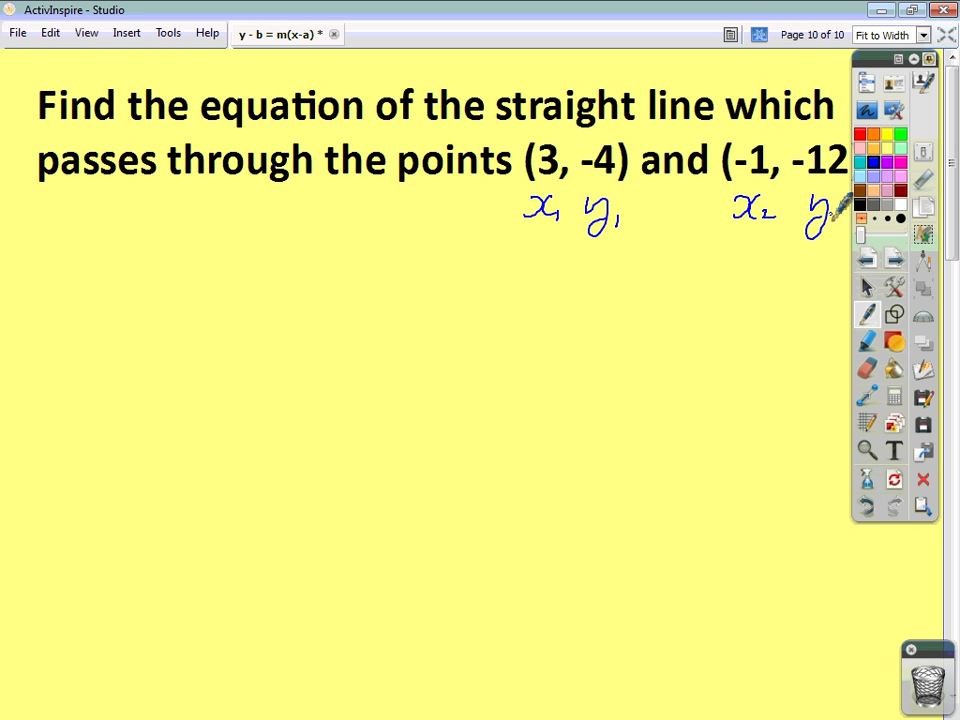 ActivInspire - Studio
File Edit View Insert Tools Help y - b = m(x-a) * Page 10 of 10 Fit to Width
Find the equation of the straight line which
passes through the points (3, -4) and (-1, -12
x₁ y₁ x₂ y